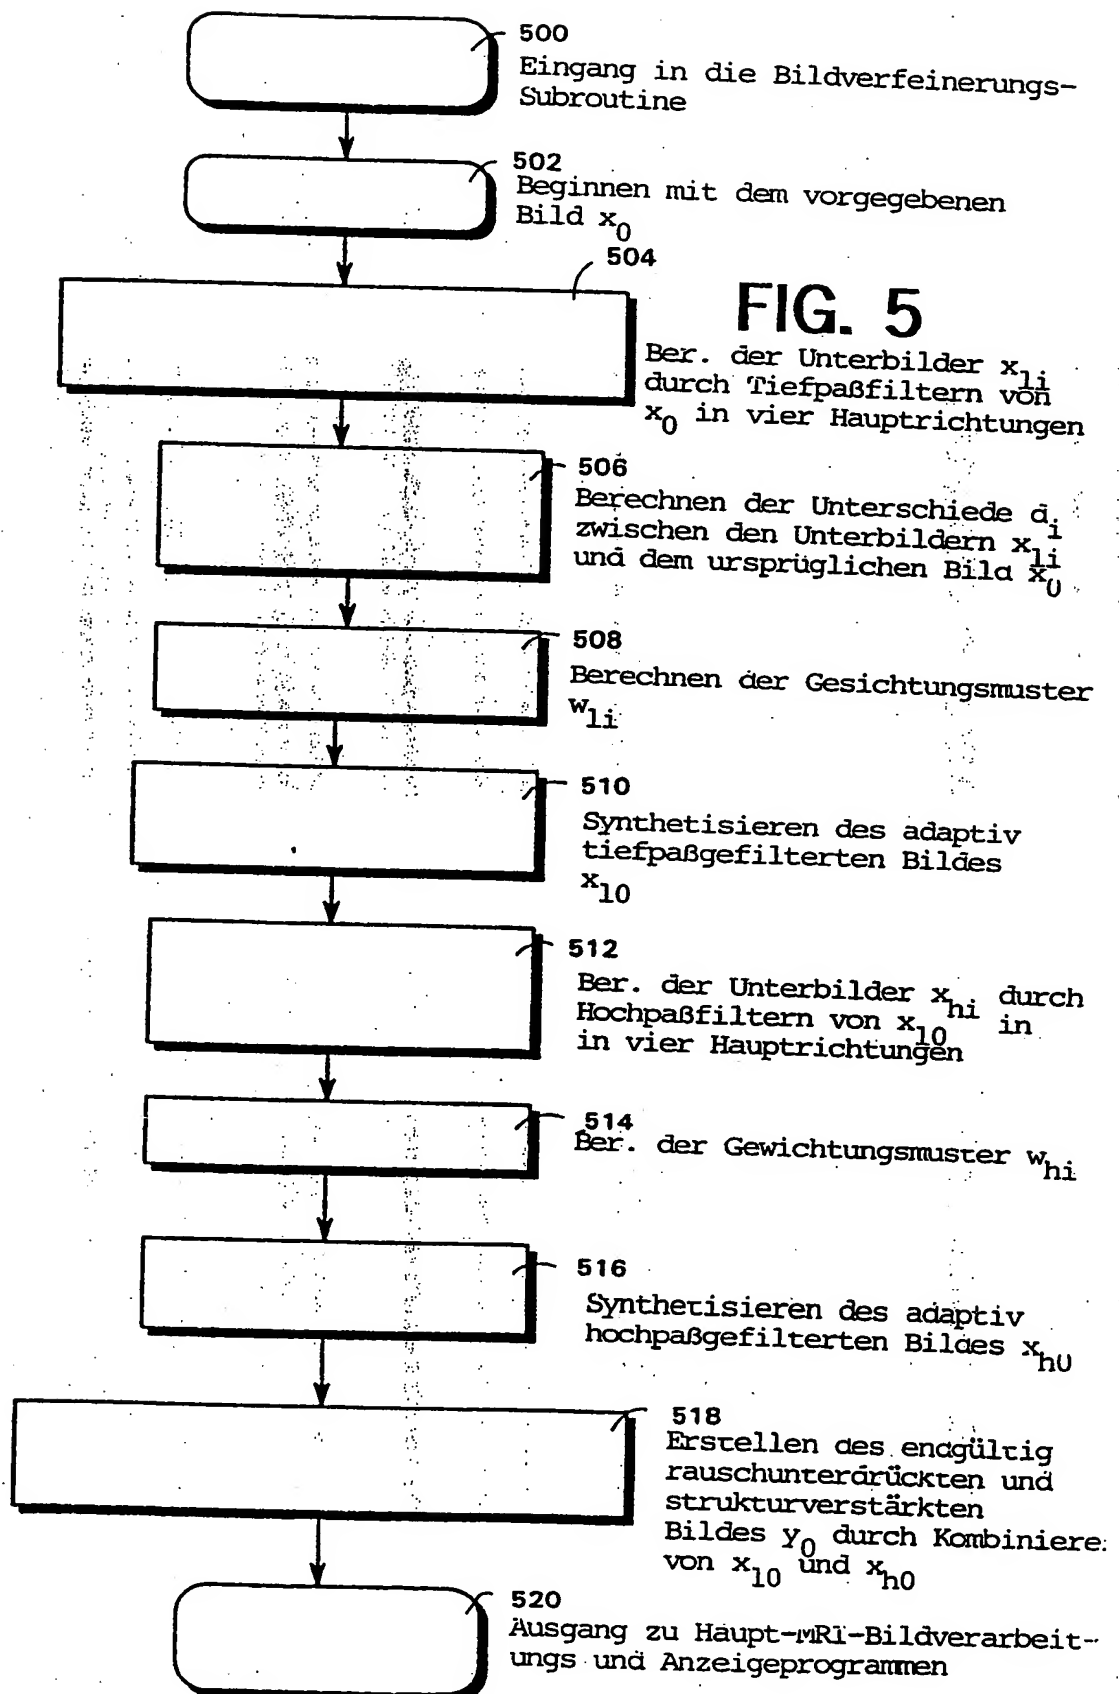 500
Eingang in die Bildverfeinerungs-
Subroutine
502
Beginnen mit dem vorgegebenen
Bild x0
504
FIG. 5
Ber. der Unterbilder xli
durch Tiefpaßfiltern von
x0 in vier Hauptrichtungen
506
Berechnen der Unterschiede di
zwischen den Unterbildern xli
und dem ursprüglichen Bild x0
508
Berechnen der Gesichtungsmuster
wli
510
Synthetisieren des adaptiv
tiefpaßgefilterten Bildes
xl0
512
Ber. der Unterbilder xhi durch
Hochpaßfiltern von xl0 in
in vier Hauptrichtungen
514
Ber. der Gewichtungsmuster whi
516
Synthetisieren des adaptiv
hochpaßgefilterten Bildes xh0
518
Erstellen des endgültig
rauschunterdrückten und
strukturverstärkten
Bildes y0 durch Kombiniere
von xl0 und xh0
520
Ausgang zu Haupt-MRI-Bildverarbeit-
ungs und Anzeigeprogrammen